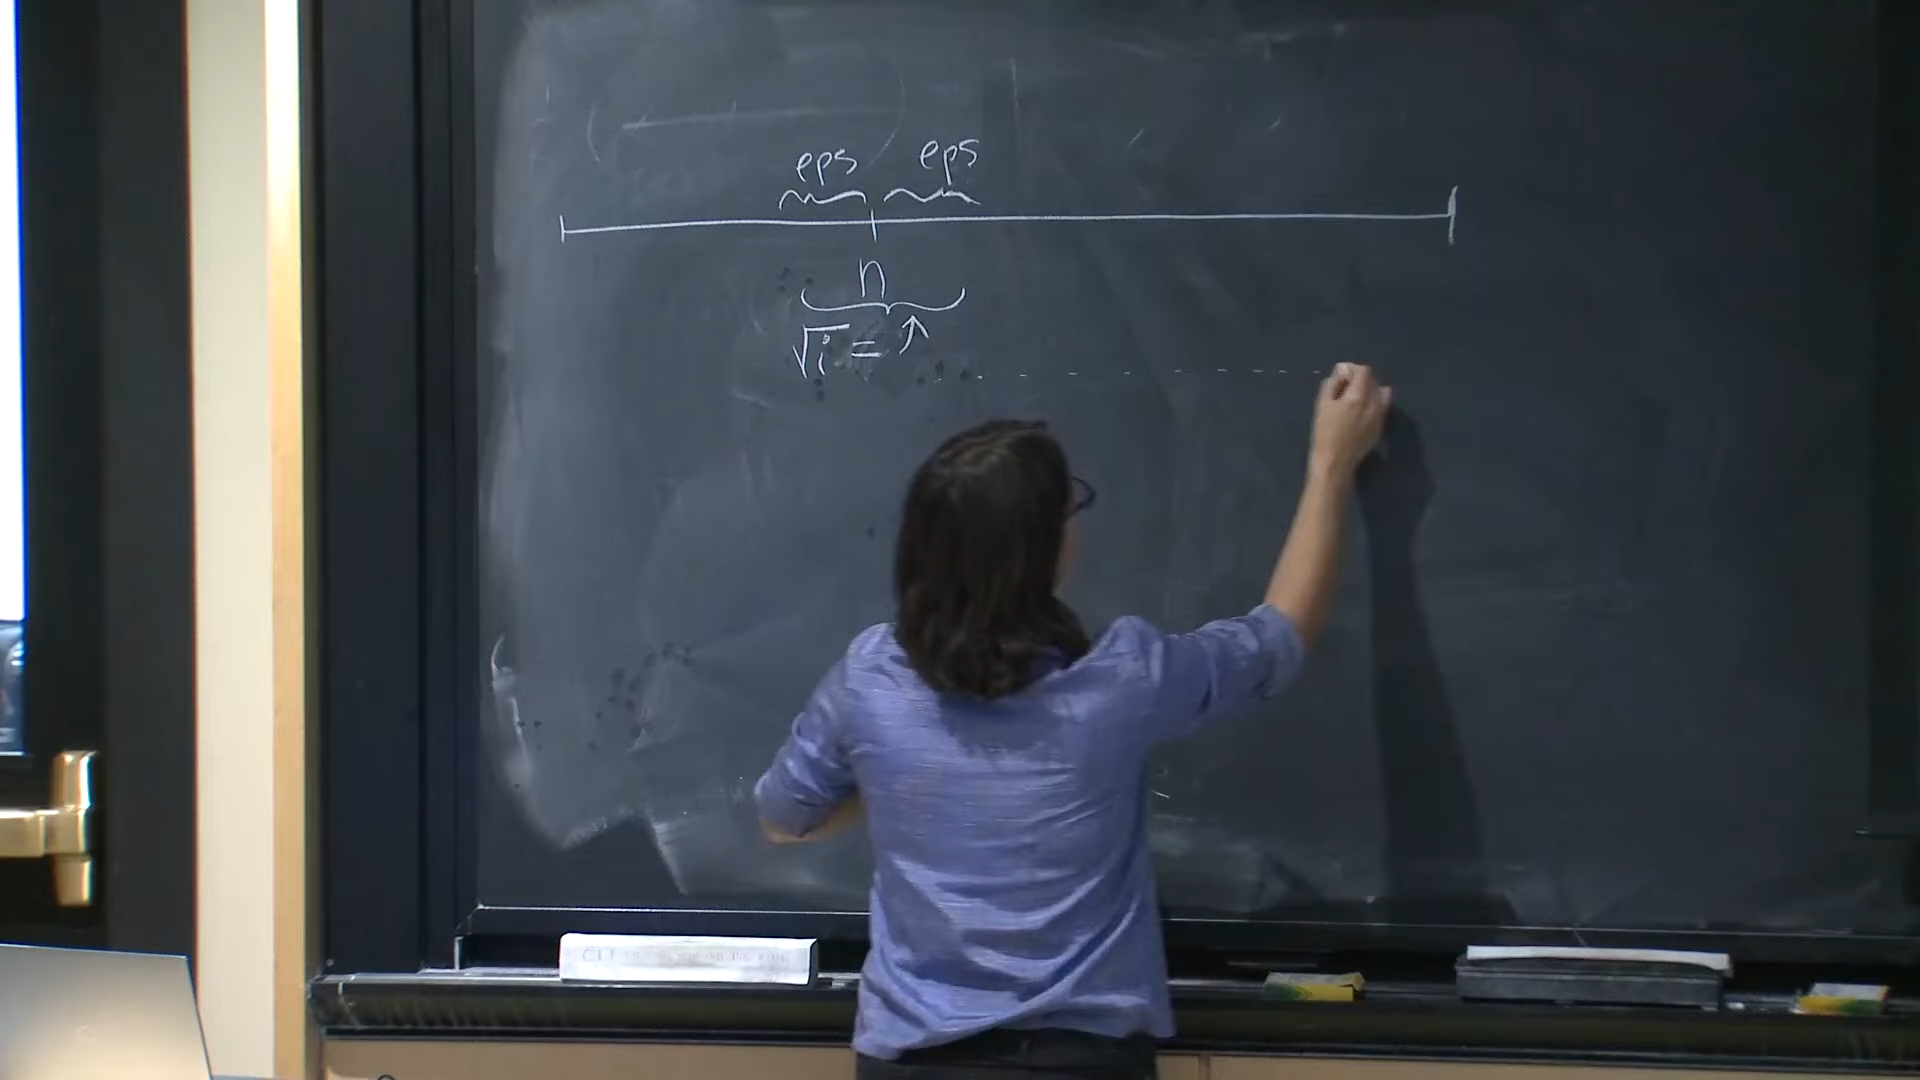 eps eps
n
√i =